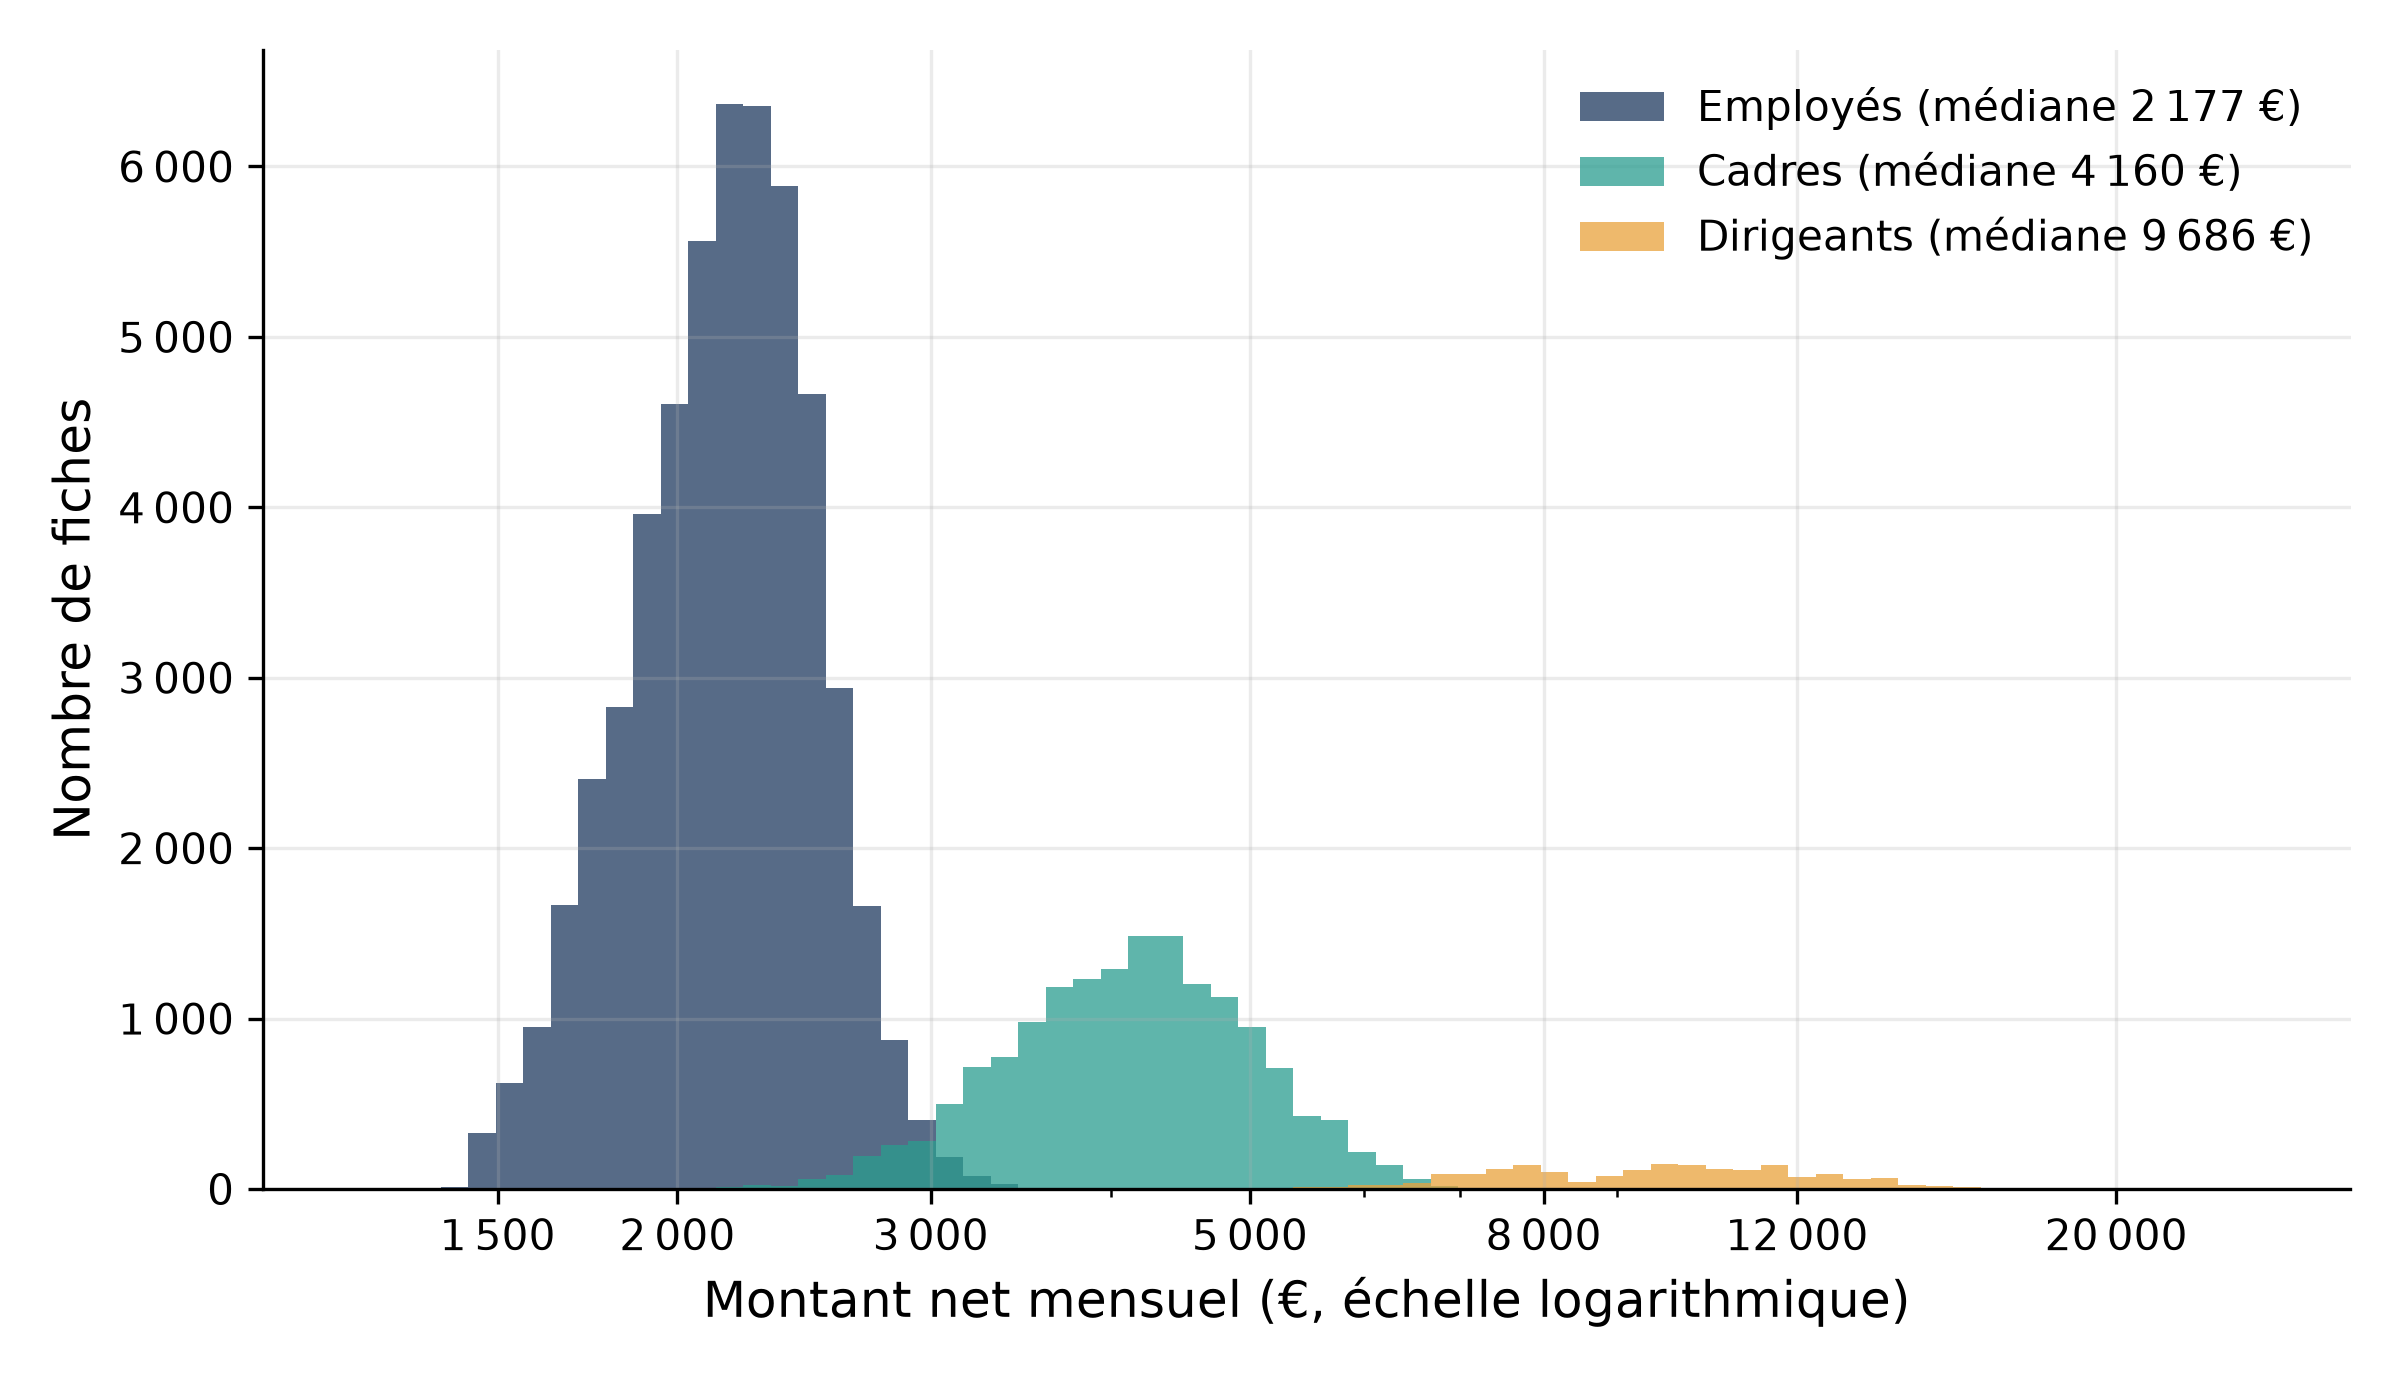 Employés (médiane 2 177 €)
Cadres (médiane 4 160 €)
Dirigeants (médiane 9 686 €)
Nombre de fiches
6 000
5 000
4 000
3 000
2 000
1 000
0
1 500 2 000 3 000 5 000 8 000 12 000 20 000
Montant net mensuel (€, échelle logarithmique)